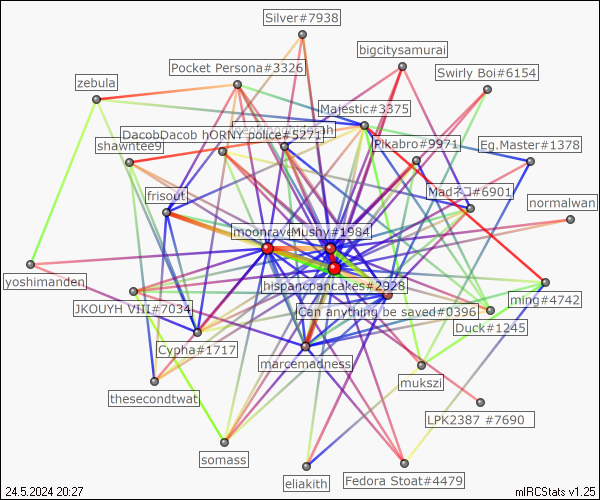 Silver#7938
bigcitysamurai
Pocket Persona#3326
Swirly Boi#6154
zebula
Majestic#3375
DacobDacob hORNY police#5271
shawntee9
Pikabro#9971
Eg.Master#1378
frisout
Madネコ#6901
normalwan
Mushy#1984
yoshimanden
hispancpancakes#2928
JKOUYH VIII#7034
Can anything be saved#0396
ming#4742
Duck#1245
Cypha#1717
marcemadness
mukszi
thesecondtwat
LPK2387 #7690
somass
eliakith
Fedora Stoat#4479
24.5.2024 20:27
mIRCStats v1.25